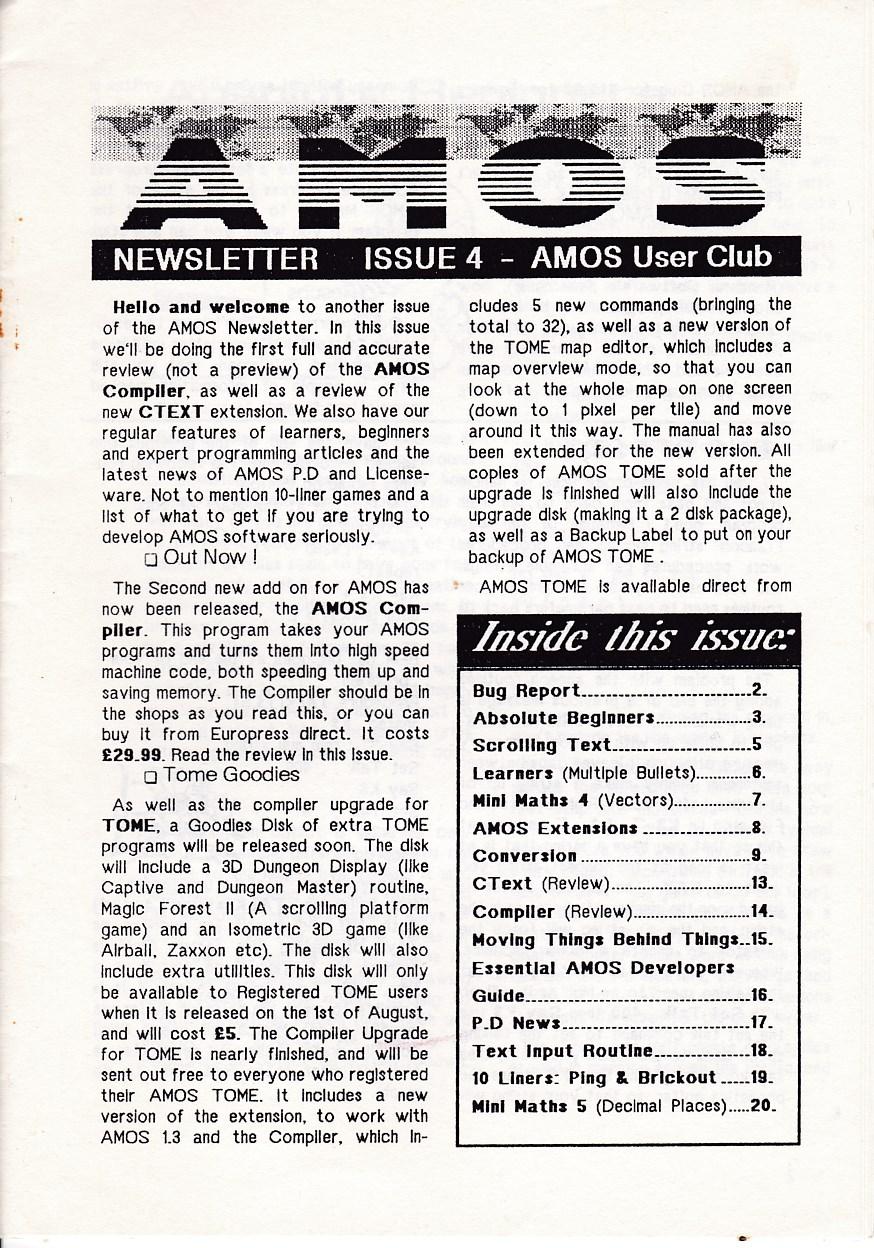 AMOS
NEWSLETTER ISSUE 4 - AMOS User Club
Hello and welcome to another issue
of the AMOS Newsletter. In this issue
we'll be doing the first full and accurate
review (not a preview) of the AMOS
Compiler, as well as a review of the
new CTEXT extension. We also have our
regular features of learners, beginners
and expert programming articles and the
latest news of AMOS P.D and License-
ware. Not to mention 10-liner games and a
list of what to get if you are trying to
develop AMOS software seriously.
❑ Out Now !
The Second new add on for AMOS has
now been released, the AMOS Com-
piler. This program takes your AMOS
programs and turns them into high speed
machine code, both speeding them up and
saving memory. The Compiler should be in
the shops as you read this, or you can
buy it from Europress direct. It costs
£29.99. Read the review in this issue.
❑ Tome Goodies
As well as the compiler upgrade for
TOME, a Goodies Disk of extra TOME
programs will be released soon. The disk
will include a 3D Dungeon Display (like
Captive and Dungeon Master) routine,
Magic Forest II (A scrolling platform
game) and an Isometric 3D game (like
Airball, Zaxxon etc). The disk will also
include extra utilities. This disk will only
be available to Registered TOME users
when it is released on the 1st of August,
and will cost £5. The Compiler Upgrade
for TOME is nearly finished, and will be
sent out free to everyone who registered
their AMOS TOME. It includes a new
version of the extension, to work with
AMOS 1.3 and the Compiler, which in-
cludes 5 new commands (bringing the
total to 32), as well as a new version of
the TOME map editor, which includes a
map overview mode, so that you can
look at the whole map on one screen
(down to 1 pixel per tile) and move
around it this way. The manual has also
been extended for the new version. All
copies of AMOS TOME sold after the
upgrade is finished will also include the
upgrade disk (making it a 2 disk package),
as well as a Backup Label to put on your
backup of AMOS TOME .
AMOS TOME is available direct from
Inside this issue:
Bug Report............................2.
Absolute Beginners................3.
Scrolling Text.......................5
Learners (Multiple Bullets)............6.
Mini Maths 4 (Vectors).................7.
AMOS Extensions ..................8.
Conversion ............................9.
CText (Review).......................13.
Compiler (Review)...................14.
Moving Things Behind Things..15.
Essential AMOS Developers
Guide.....................................16.
P.D News...............................17.
Text Input Routine................18.
10 Liners: Ping & Brickout .....19.
Mini Maths 5 (Decimal Places).....20.